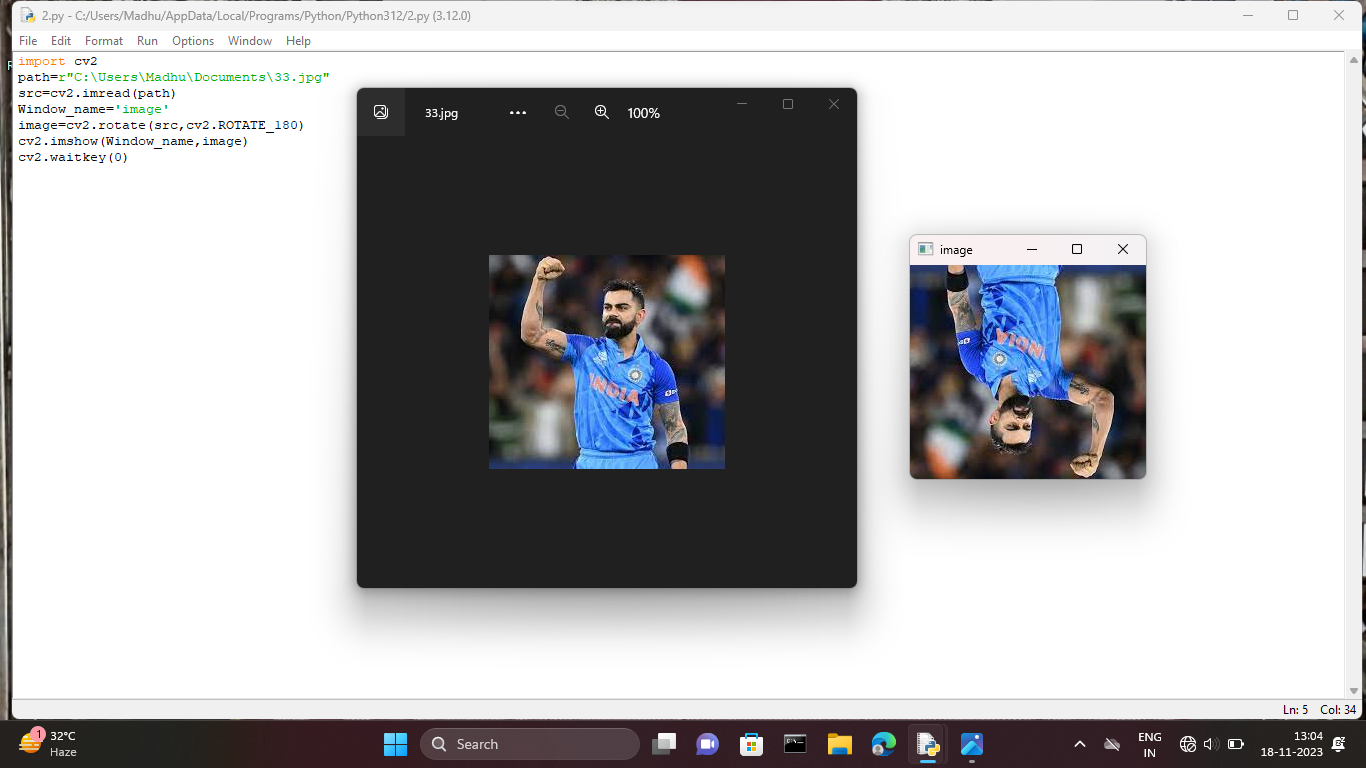 2.py - C:/Users/Madhu/AppData/Local/Programs/Python/Python312/2.py (3.12.0)
File Edit Format Run Options Window Help
import cv2
path=r"C:\Users\Madhu\Documents\33.jpg"
src=cv2.imread(path)
Window_name='image'
image=cv2.rotate(src,cv2.ROTATE_180)
cv2.imshow(Window_name,image)
cv2.waitkey(0)
33.jpg
100%
INDIA
image
INDIA
Ln: 5 Col: 34
1
32°C
Haze
Search
ENG
IN
13:04
18-11-2023